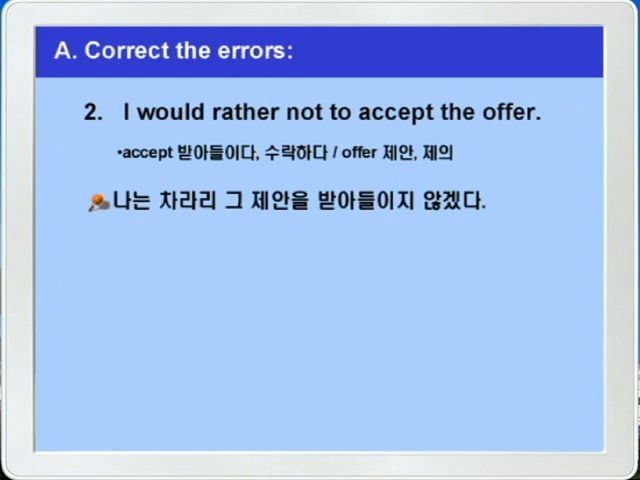 A. Correct the errors:
2. I would rather not to accept the offer.
•accept 받아들이다, 수락하다 / offer 제안, 제의
나는 차라리 그 제안을 받아들이지 않겠다.